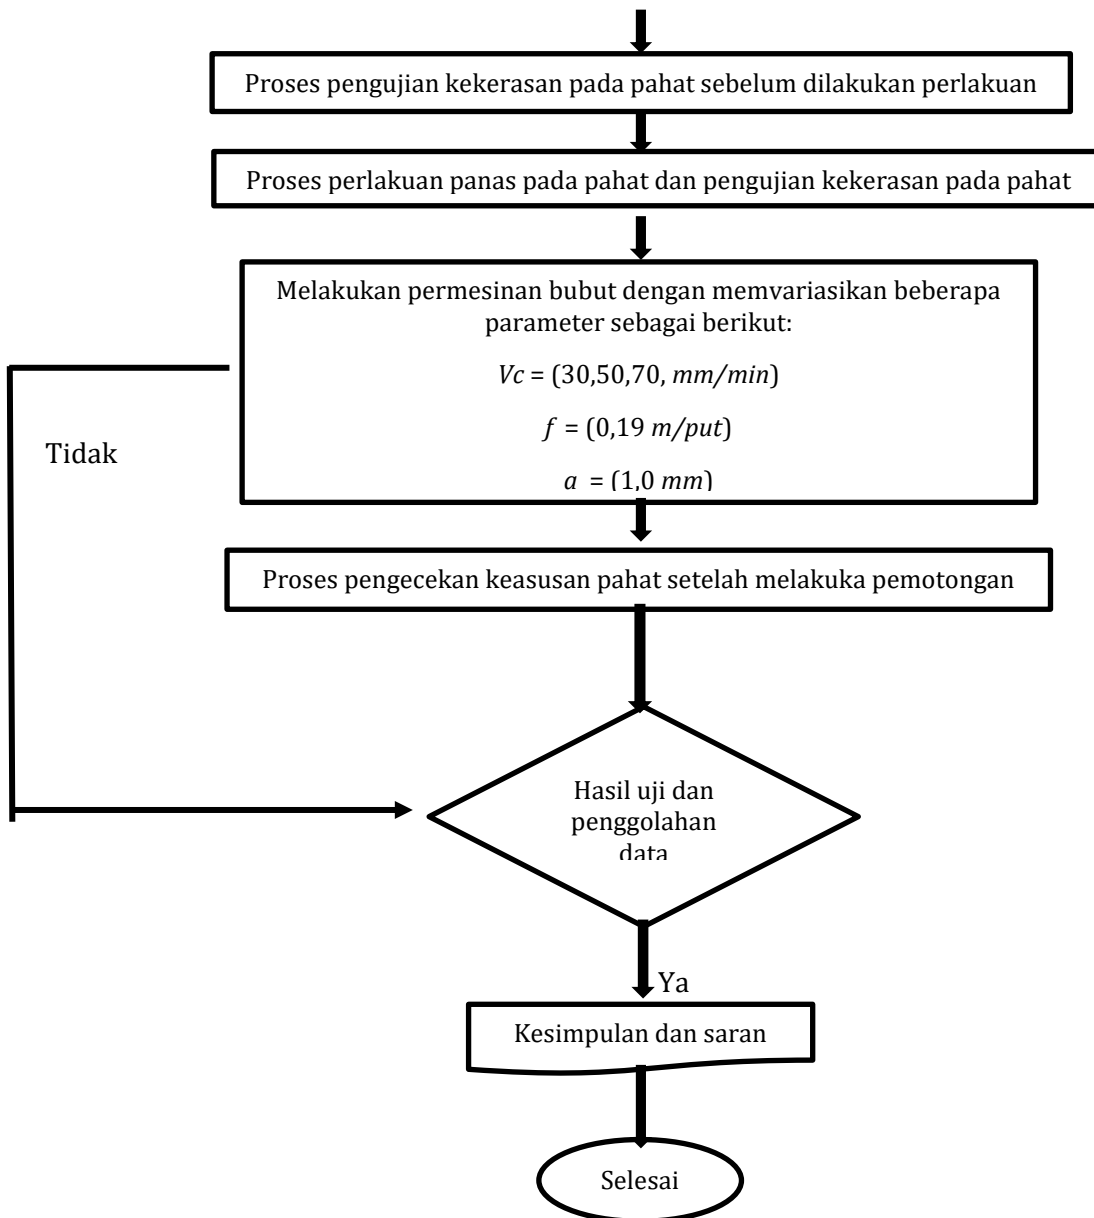 Proses pengujian kekerasan pada pahat sebelum dilakukan perlakuan
Proses perlakuan panas pada pahat dan pengujian kekerasan pada pahat
Melakukan permesinan bubut dengan memvariasikan beberapa
parameter sebagai berikut:
Vc = (30,50,70, mm/min)
f = (0,19 m/put)
a = (1,0 mm)
Tidak
Proses pengecekan keasusan pahat setelah melakuka pemotongan
Hasil uji dan
penggolahan
data
Ya
Kesimpulan dan saran
Selesai